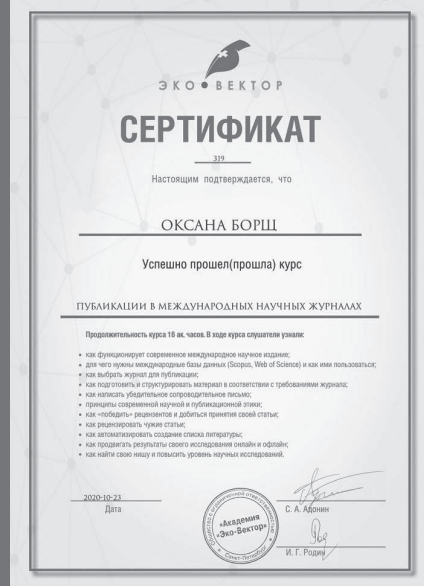 ЭКО • ВЕКТОР
СЕРТИФИКАТ
319
Настоящим подтверждается, что
ОКСАНА БОРЩ
Успешно прошел(прошла) курс
ПУБЛИКАЦИИ В МЕЖДУНАРОДНЫХ НАУЧНЫХ ЖУРНАЛАХ
Продолжительность курса 16 ак. часов. В ходе курса слушатели узнали:
• как функционирует современное международное научное издание;
• для чего нужны международные базы данных (Scopus, Web of Science) и как ими пользоваться;
• как выбрать журнал для публикации;
• как подготовить и структурировать материал в соответствии с требованиями журнала;
• как написать убедительное сопроводительное письмо;
• принципы современной научной и публикационной этики;
• как «победить» рецензентов и добиться принятия своей статьи;
• как рецензировать чужие статьи;
• как автоматизировать создание списка литературы;
• как продвигать результаты своего исследования онлайн и офлайн;
• как найти свою нишу и повысить уровень научных исследований.
2020-10-23
Дата
С. А. Адонин
И. Г. Родин
Общество с ограниченной ответственностью
«Академия
«Эко-Вектор»
Санкт-Петербург